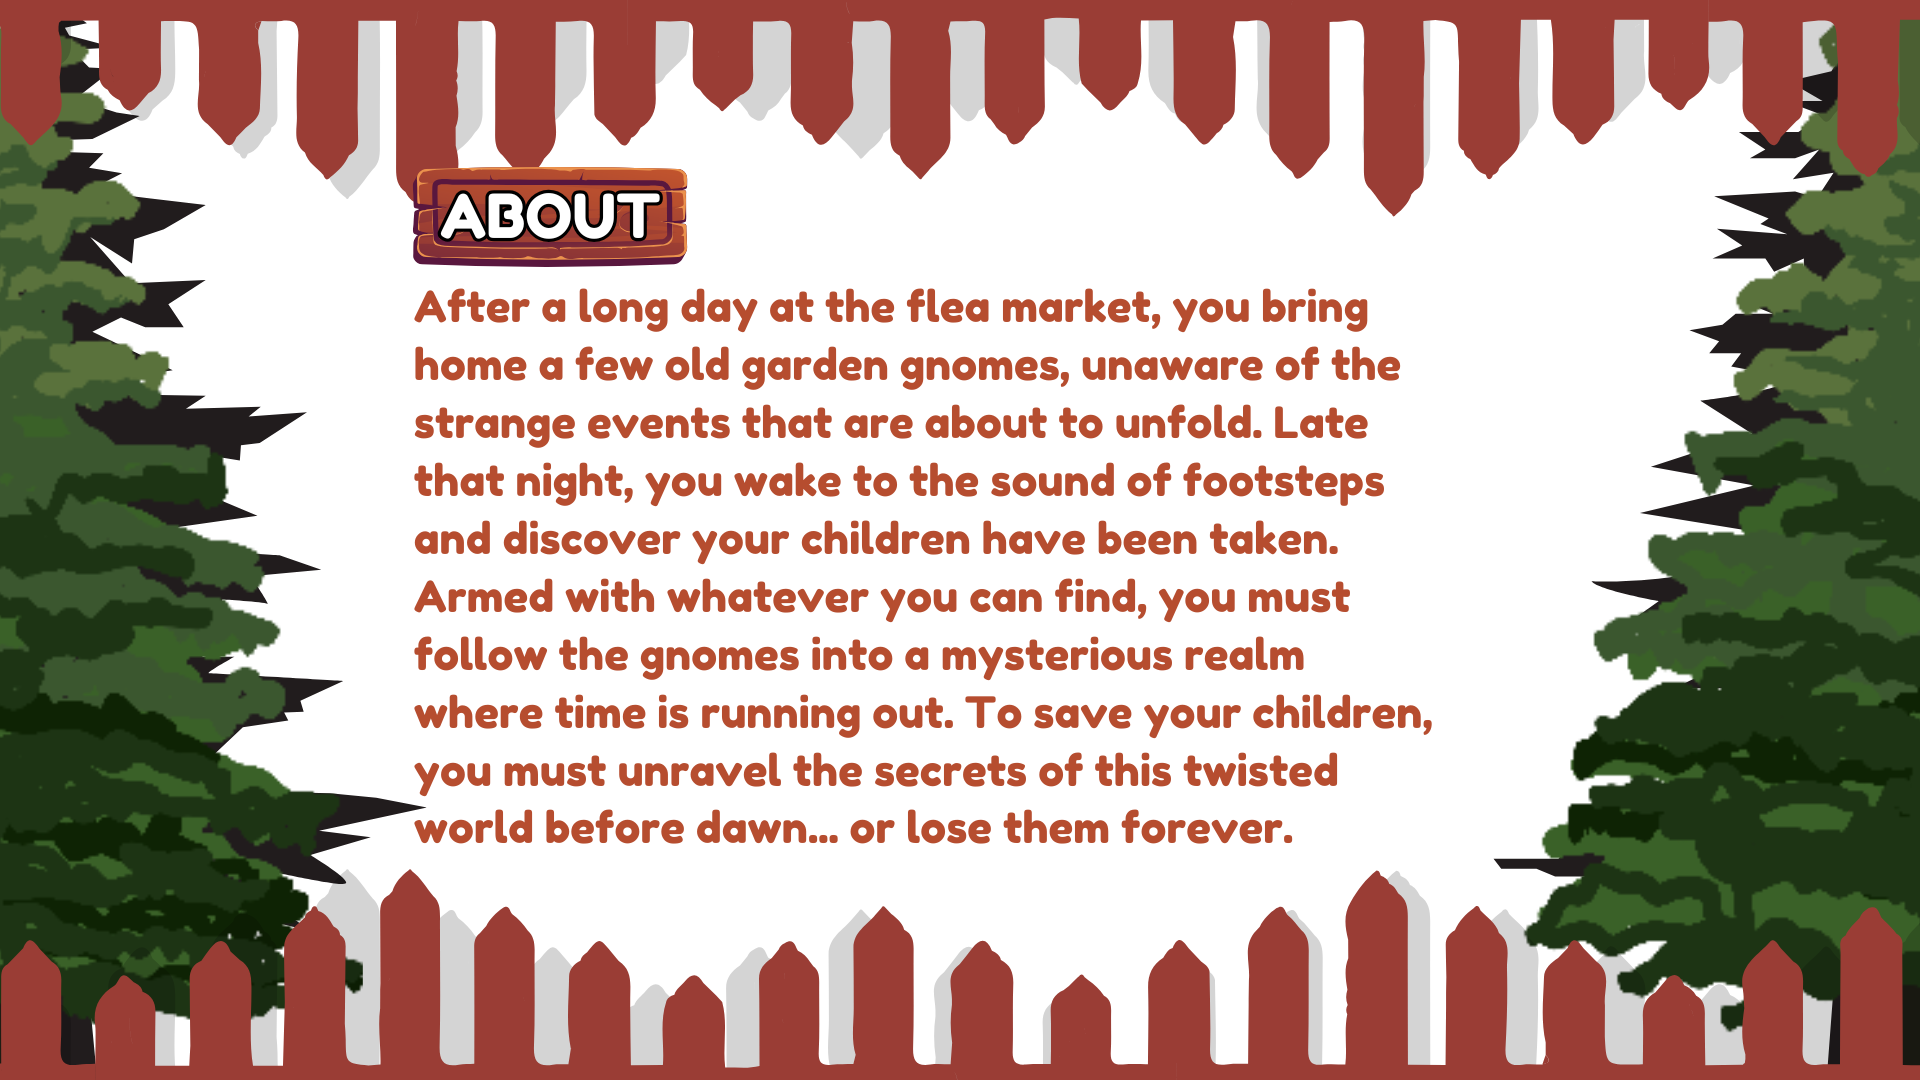 ABOUT
After a long day at the flea market, you bring
home a few old garden gnomes, unaware of the
strange events that are about to unfold. Late
that night, you wake to the sound of footsteps
and discover your children have been taken.
Armed with whatever you can find, you must
follow the gnomes into a mysterious realm
where time is running out. To save your children,
you must unravel the secrets of this twisted
world before dawn... or lose them forever.